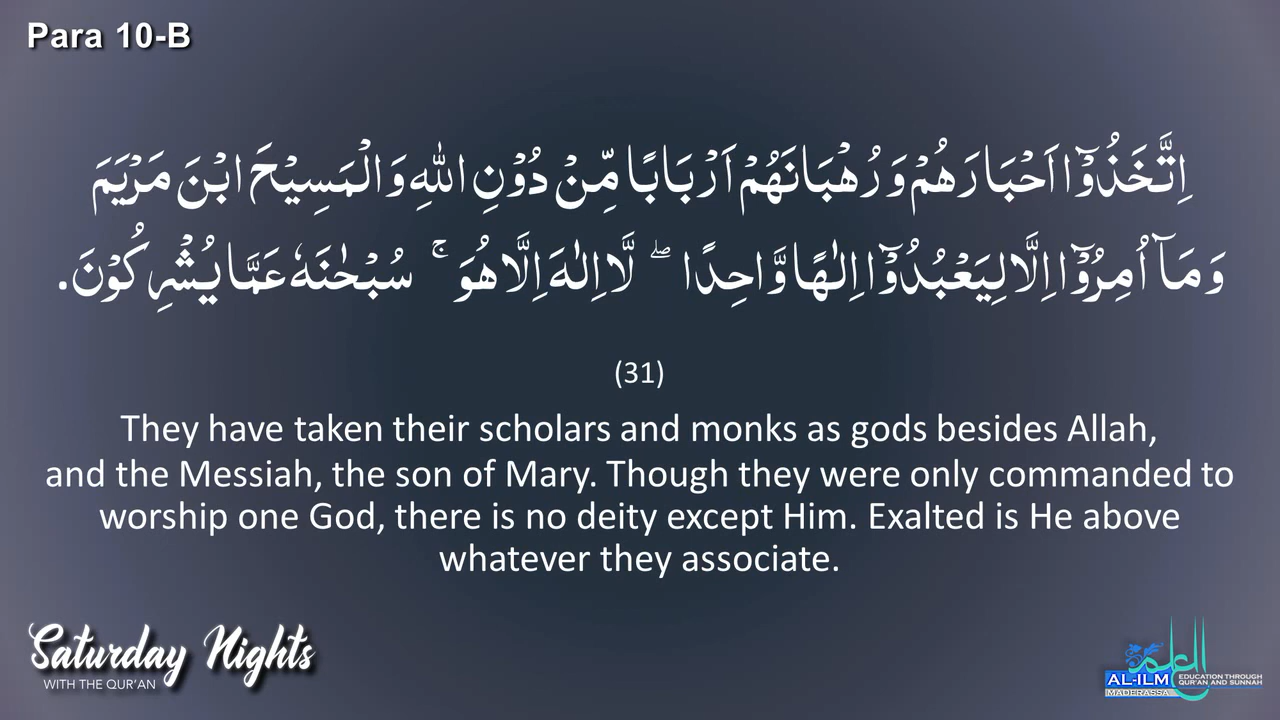 Para 10-B
اِتَّخَذُوْٓا اَحْبَارَهُمْ وَرُهْبَانَهُمْ اَرْبَابًا مِّنْ دُوْنِ اللهِ وَالْمَسِيْحَ ابْنَ مَرْيَمَ
وَمَآ اُمِرُوْٓا اِلَّا لِيَعْبُدُوْٓا اِلٰهًا وَّاحِدًا ۖ لَّا اِلٰهَ اِلَّا هُوَ ۚ سُبْحٰنَهٗ عَمَّا يُشْرِكُوْنَ.
(31)
They have taken their scholars and monks as gods besides Allah,
and the Messiah, the son of Mary. Though they were only commanded to
worship one God, there is no deity except Him. Exalted is He above
whatever they associate.
Saturday Nights
WITH THE QUR'AN
العلم
AL-ILM
MADERASSA
EDUCATION THROUGH
QUR'AN AND SUNNAH